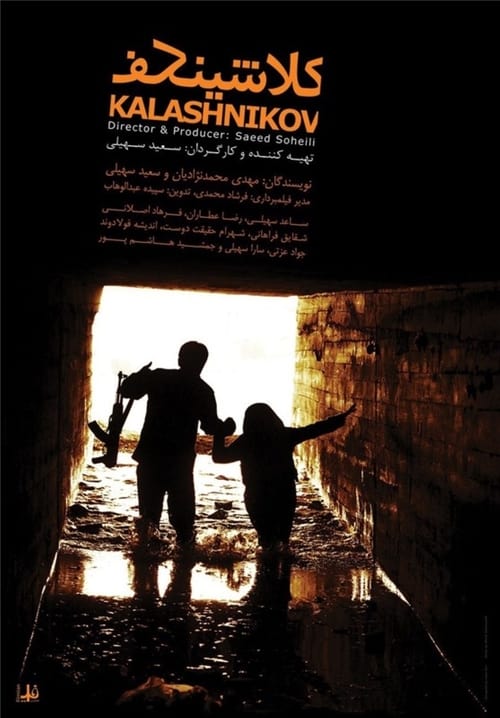 کلاشینکف
KALASHNIKOV
Director & Producer: Saeed Soheili
تهیه کننده و کارگردان: سعید سهیلی
نویسندگان: مهدی محمدنژادیان و سعید سهیلی
مدیر فیلمبرداری: فرشاد محمدی، تدوین: سپیده عبدالوهاب
ساعد سهیلی، رضا عطاران، فرهاد اصلانی
شقایق فراهانی، شهرام حقیقت دوست، اندیشه فولادوند
جواد عزتی، سارا سهیلی و جمشید هاشم پور